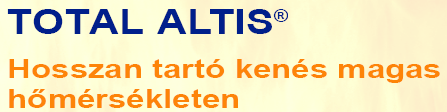 TOTAL ALTIS®
Hosszan tartó kenés magas
hőmérsékleten